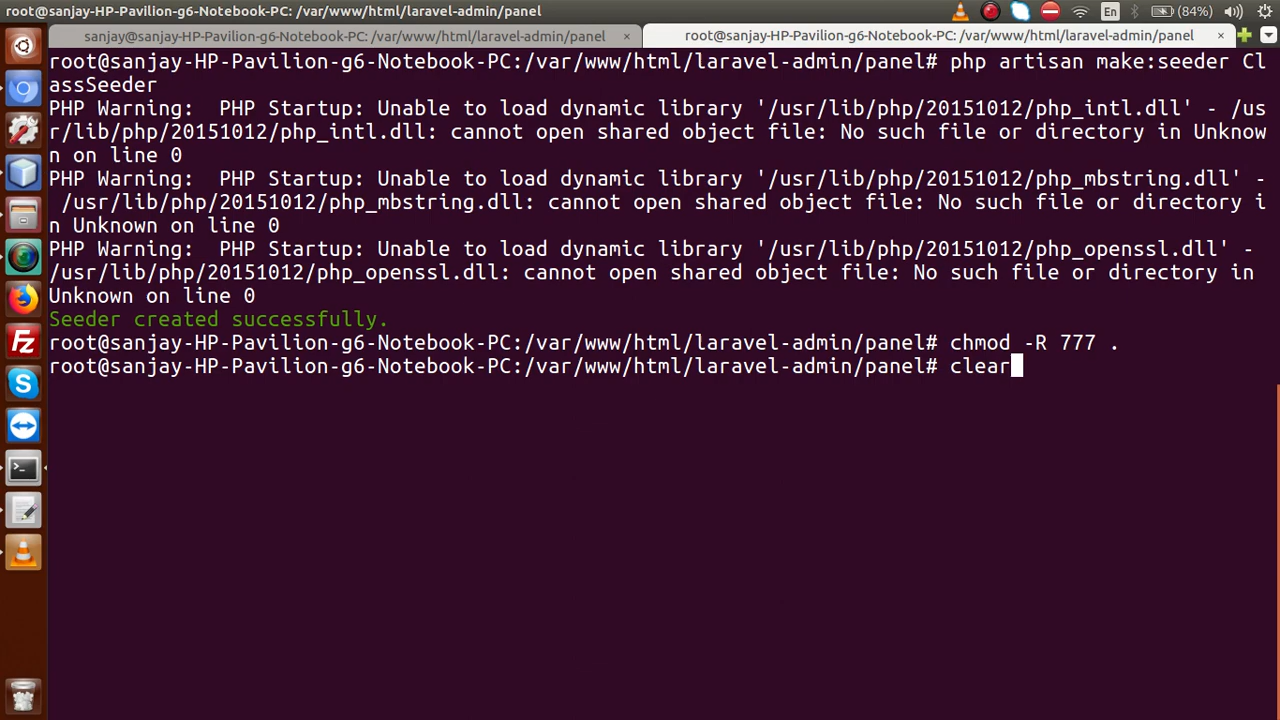 root@sanjay-HP-Pavilion-g6-Notebook-PC: /var/www/html/laravel-admin/panel
En
(84%)
sanjay@sanjay-HP-Pavilion-g6-Notebook-PC: /var/www/html/laravel-admin/panel × root@sanjay-HP-Pavilion-g6-Notebook-PC: /var/www/html/laravel-admin/panel ×
root@sanjay-HP-Pavilion-g6-Notebook-PC:/var/www/html/laravel-admin/panel# php artisan make:seeder Cl
assSeeder
PHP Warning:  PHP Startup: Unable to load dynamic library '/usr/lib/php/20151012/php_intl.dll' - /us
r/lib/php/20151012/php_intl.dll: cannot open shared object file: No such file or directory in Unknow
n on line 0
PHP Warning:  PHP Startup: Unable to load dynamic library '/usr/lib/php/20151012/php_mbstring.dll' -
 /usr/lib/php/20151012/php_mbstring.dll: cannot open shared object file: No such file or directory i
n Unknown on line 0
PHP Warning:  PHP Startup: Unable to load dynamic library '/usr/lib/php/20151012/php_openssl.dll' -
/usr/lib/php/20151012/php_openssl.dll: cannot open shared object file: No such file or directory in
Unknown on line 0
Seeder created successfully.
root@sanjay-HP-Pavilion-g6-Notebook-PC:/var/www/html/laravel-admin/panel# chmod -R 777 .
root@sanjay-HP-Pavilion-g6-Notebook-PC:/var/www/html/laravel-admin/panel# clear